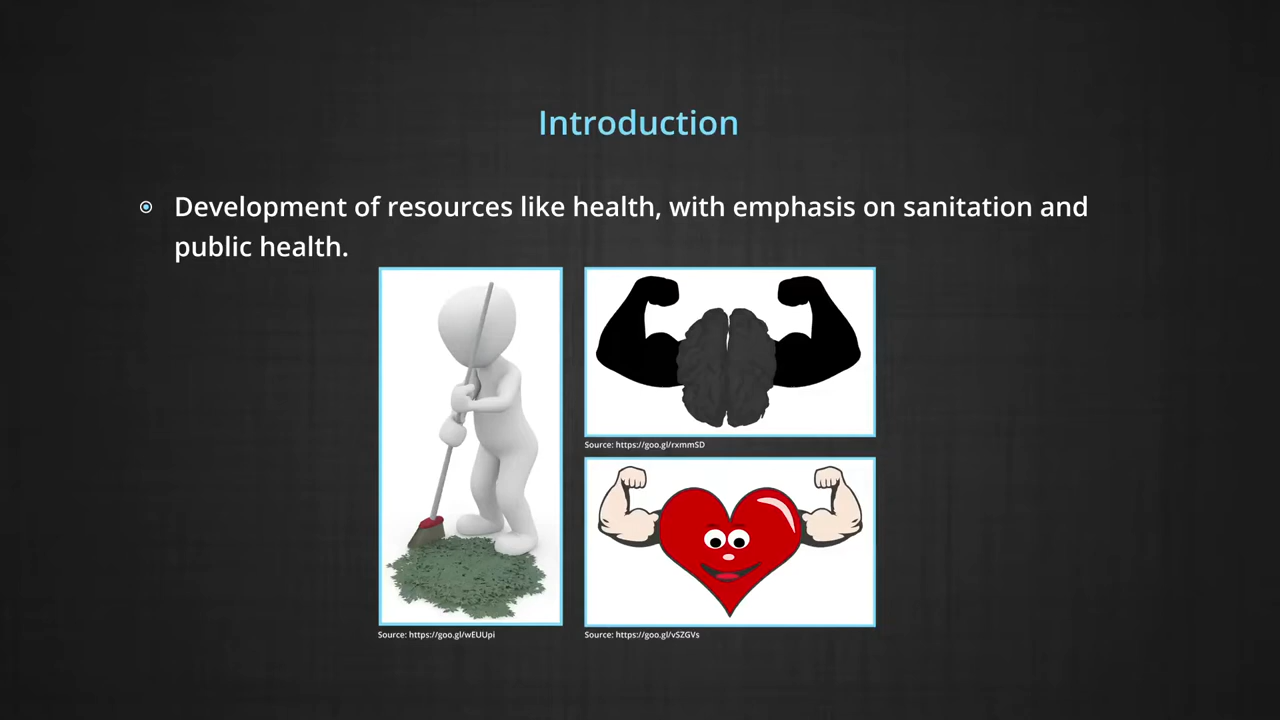 Introduction
Development of resources like health, with emphasis on sanitation and
public health.
Source: https://goo.gl/rxmmSD
Source: https://goo.gl/wEUUpi
Source: https://goo.gl/vSZGVs